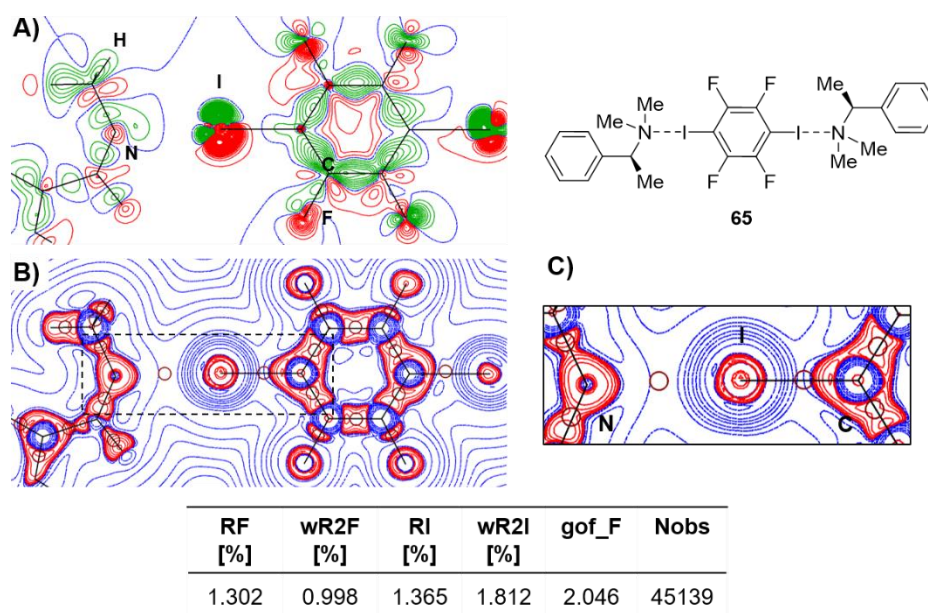 A)
H
I
N
C
F
Me
F F
Me
Me N I I N
Me
Me
Me F F
65
B)
C)
I
N C
RF [%] wR2F [%] RI [%] wR2I [%] gof_F Nobs
1.302 0.998 1.365 1.812 2.046 45139